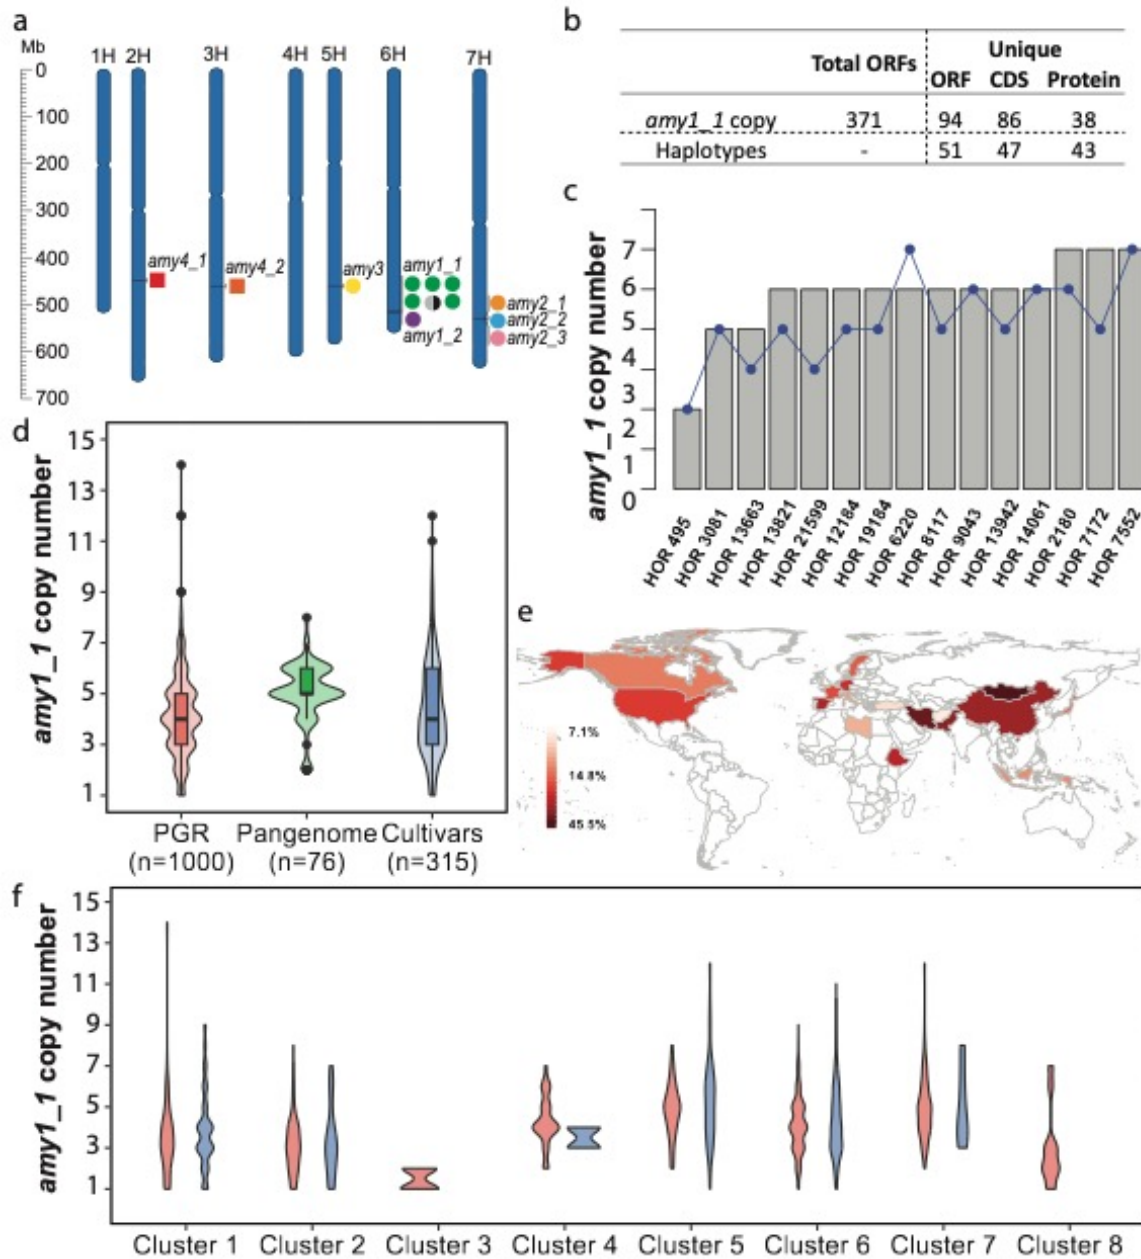 a
Mb
1H 2H 3H 4H 5H 6H 7H
0
100
200
300
400
500
600
700
amy4_1
amy4_2
amy3
amy1_1
amy1_2
amy2_1
amy2_2
amy2_3
b
Total ORFs
Unique
ORF CDS Protein
amy1_1 copy 371 94 86 38
Haplotypes - 51 47 43
c
amy1_1 copy number
7
6
5
4
3
2
1
0
HOR 495
HOR 3081
HOR 13663
HOR 13821
HOR 21599
HOR 12184
HOR 19184
HOR 6220
HOR 8117
HOR 9043
HOR 13942
HOR 14061
HOR 2180
HOR 7172
HOR 7552
d
amy1_1 copy number
15
13
11
9
7
5
3
1
PGR Pangenome Cultivars
(n=1000) (n=76) (n=315)
e
7.1%
14.8%
45.5%
f
amy1_1 copy number
15
13
11
9
7
5
3
1
Cluster 1 Cluster 2 Cluster 3 Cluster 4 Cluster 5 Cluster 6 Cluster 7 Cluster 8